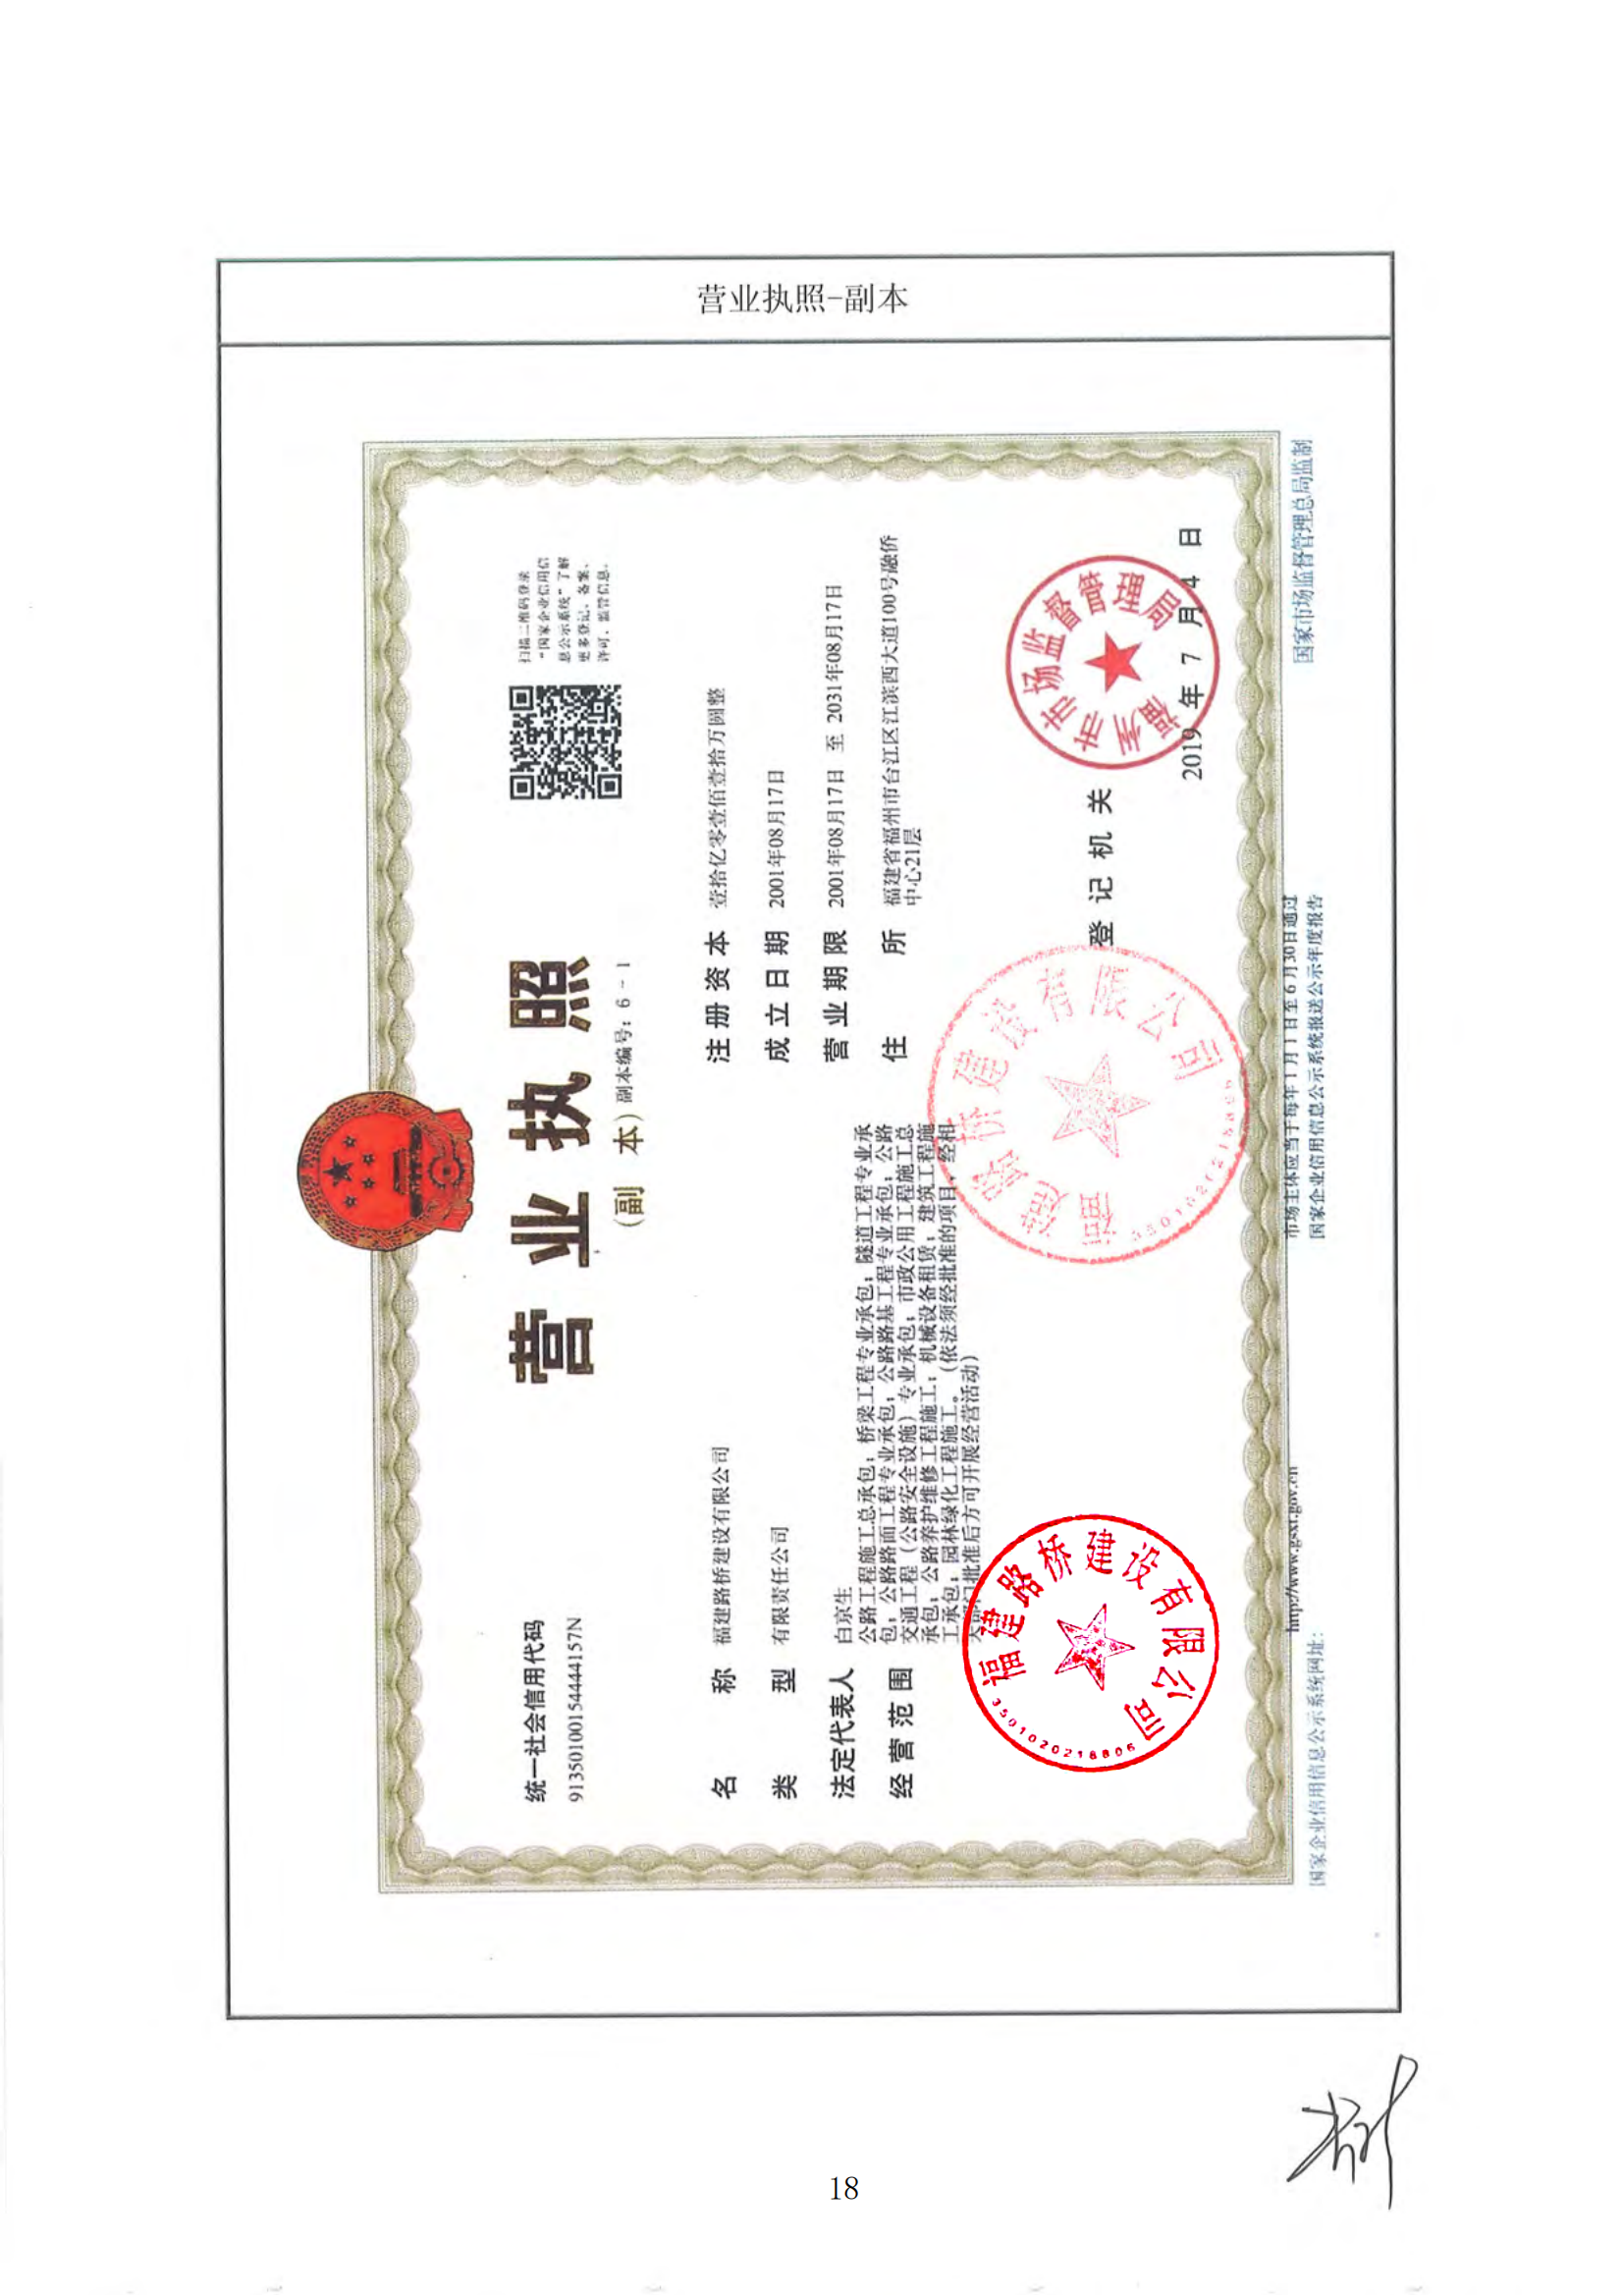 营业执照-副本
统一社会信用代码
91350100154444157N
营业执照
(副 本)副本编号：6-1
扫描二维码登录
“国家企业信用信
息公示系统”了解
更多登记、备案、
许可、监管信息。
名称 福建路桥建设有限公司
类型 有限责任公司
法定代表人 白京生
经营范围 公路工程施工总承包；桥梁工程专业承包；隧道工程专业承
包；公路路面工程专业承包；公路路基工程专业承包；公路
交通工程（公路安全设施）专业承包；市政公用工程施工总
承包；公路养护维修工程施工；机械设备租赁；建筑工程施
工承包；园林绿化工程施工。（依法须经批准的项目，经相
关部门批准后方可开展经营活动）
注册资本 壹拾亿零壹佰壹拾万圆整
成立日期 2001年08月17日
营业期限 2001年08月17日 至 2031年08月17日
住所 福建省福州市台江区江滨西大道100号融侨
中心21层
福建路桥建设有限公司
3501020218806
福建路桥建设有限公司
登记机关
福州市市场监督管理局
2019 年 7 月 4 日
国家企业信用信息公示系统网址：
http://www.gsxt.gov.cn
市场主体应当于每年1月1日至6月30日通过
国家企业信用信息公示系统报送公示年度报告
国家市场监督管理总局监制
18